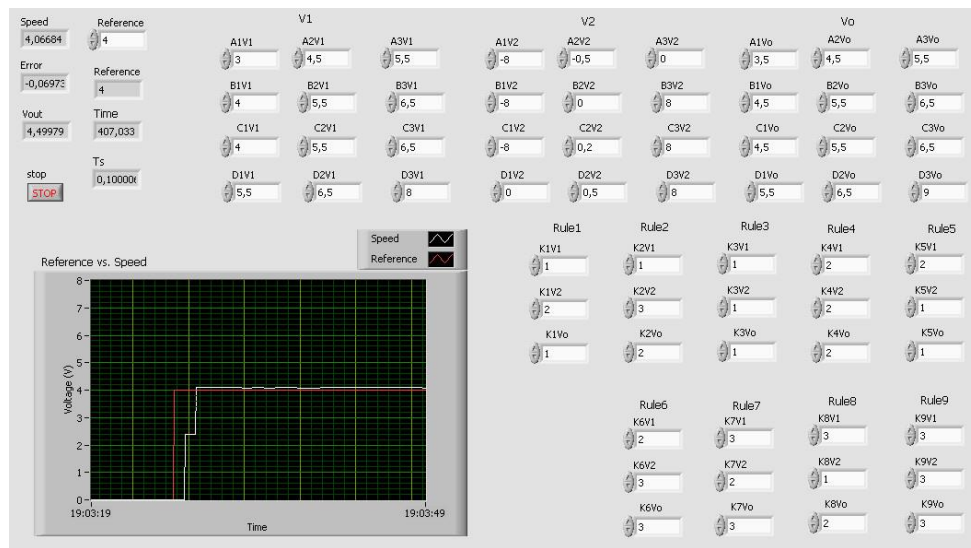 V1 V2 Vo
Speed Reference A1V1 A2V1 A3V1 A1V2 A2V2 A3V2 A1Vo A2Vo A3Vo
4,06684 4 3 4,5 5,5 -8 -0,5 0 3,5 4,5 5,5
Error Reference B1V1 B2V1 B3V1 B1V2 B2V2 B3V2 B1Vo B2Vo B3Vo
-0,06973 4 4 5,5 6,5 -8 0 8 4,5 5,5 6,5
Vout Time C1V1 C2V1 C3V1 C1V2 C2V2 C3V2 C1Vo C2Vo C3Vo
4,49979 407,033 4 5,5 6,5 -8 0,2 8 4,5 5,5 6,5
stop Ts D1V1 D2V1 D3V1 D1V2 D2V2 D3V2 D1Vo D2Vo D3Vo
STOP 5,5 6,5 8 0 0,5 8 5,5 6,5 9
Rule1 Rule2 Rule3 Rule4 Rule5
K1V1 K2V1 K3V1 K4V1 K5V1
1 1 1 2 2
K1V2 K2V2 K3V2 K4V2 K5V2
2 3 1 2 1
K1Vo K2Vo K3Vo K4Vo K5Vo
1 2 1 2 1
Rule6 Rule7 Rule8 Rule9
K6V1 K7V1 K8V1 K9V1
2 3 3 3
K6V2 K7V2 K8V2 K9V2
3 2 1 3
K6Vo K7Vo K8Vo K9Vo
3 3 2 3
Speed
Reference
Reference vs. Speed
Voltage (V)
8
7
6
5
4
3
2
1
0
19:03:19 19:03:49
Time